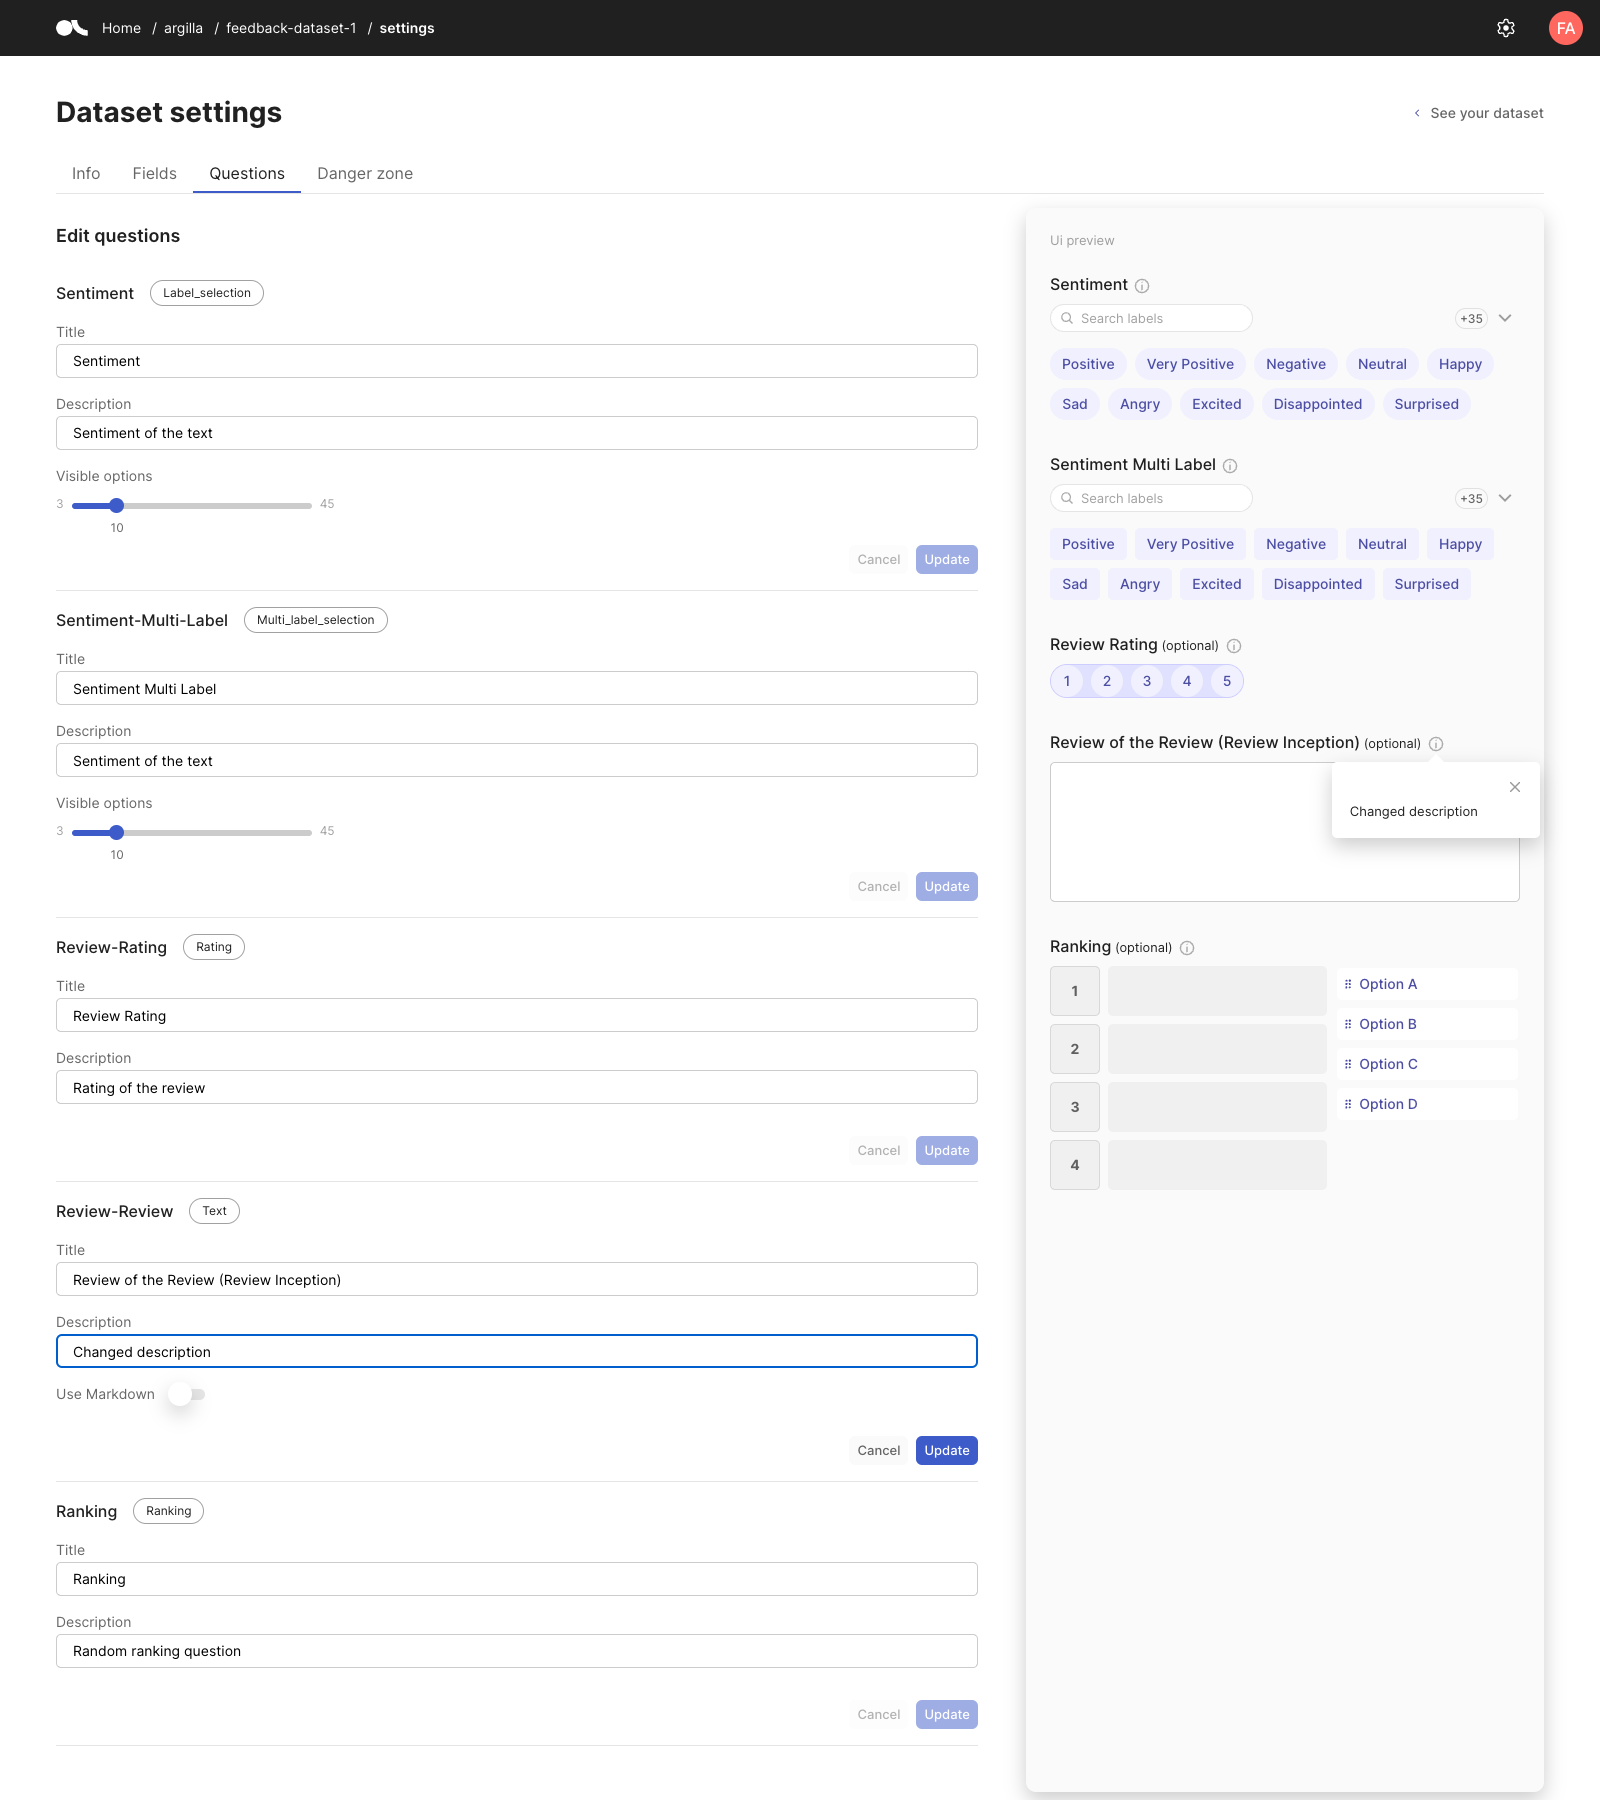 Home / argilla / feedback-dataset-1 / settings
FA
Dataset settings
See your dataset
Info Fields Questions Danger zone
Edit questions
Sentiment Label_selection
Title
Sentiment
Description
Sentiment of the text
Visible options
3 45
10
Cancel Update
Sentiment-Multi-Label Multi_label_selection
Title
Sentiment Multi Label
Description
Sentiment of the text
Visible options
3 45
10
Cancel Update
Review-Rating Rating
Title
Review Rating
Description
Rating of the review
Cancel Update
Review-Review Text
Title
Review of the Review (Review Inception)
Description
Changed description
Use Markdown
Cancel Update
Ranking Ranking
Title
Ranking
Description
Random ranking question
Cancel Update
Ui preview
Sentiment
Search labels +35
Positive Very Positive Negative Neutral Happy
Sad Angry Excited Disappointed Surprised
Sentiment Multi Label
Search labels +35
Positive Very Positive Negative Neutral Happy
Sad Angry Excited Disappointed Surprised
Review Rating (optional)
1 2 3 4 5
Review of the Review (Review Inception) (optional)
Changed description
Ranking (optional)
1
2
3
4
Option A
Option B
Option C
Option D